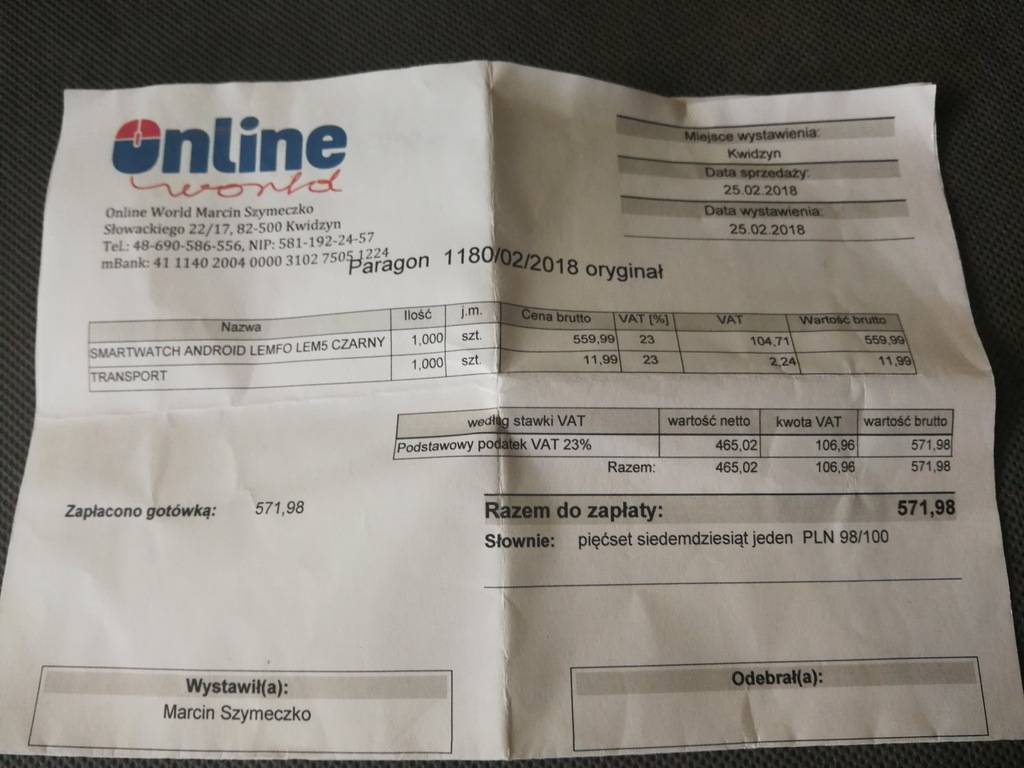 Online
world
Online World Marcin Szymeczko
Słowackiego 22/17, 82-500 Kwidzyn
Tel.: 48-690-586-556, NIP: 581-192-24-57
mBank: 41 1140 2004 0000 3102 7505 1224
Miejsce wystawienia:
Kwidzyn
Data sprzedaży:
25.02.2018
Data wystawienia:
25.02.2018
Paragon 1180/02/2018 oryginał
Nazwa Ilość j.m. Cena brutto VAT [%] VAT Wartość brutto
SMARTWATCH ANDROID LEMFO LEM5 CZARNY 1,000 szt. 559,99 23 104,71 559,99
TRANSPORT 1,000 szt. 11,99 23 2,24 11,99
według stawki VAT wartość netto kwota VAT wartość brutto
Podstawowy podatek VAT 23% 465,02 106,96 571,98
Razem: 465,02 106,96 571,98
Zapłacono gotówką: 571,98
Razem do zapłaty: 571,98
Słownie: pięćset siedemdziesiąt jeden PLN 98/100
Wystawił(a):
Marcin Szymeczko
Odebrał(a):